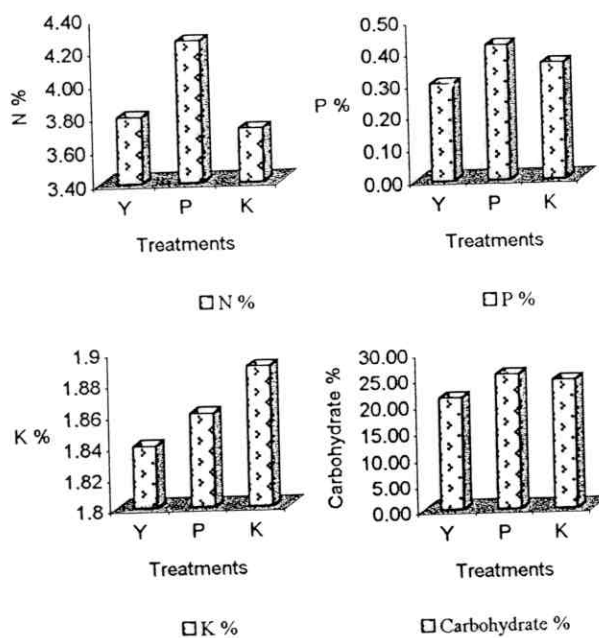 4.40
4.20
4.00
3.80
3.60
3.40
N %
Y P K
Treatments
N %
0.50
0.40
0.30
0.20
0.10
0.00
P %
Y P K
Treatments
P %
1.9
1.88
1.86
1.84
1.82
1.8
K %
Y P K
Treatments
K %
30.00
25.00
20.00
15.00
10.00
5.00
0.00
Carbohydrate %
Y P K
Treatments
Carbohydrate %